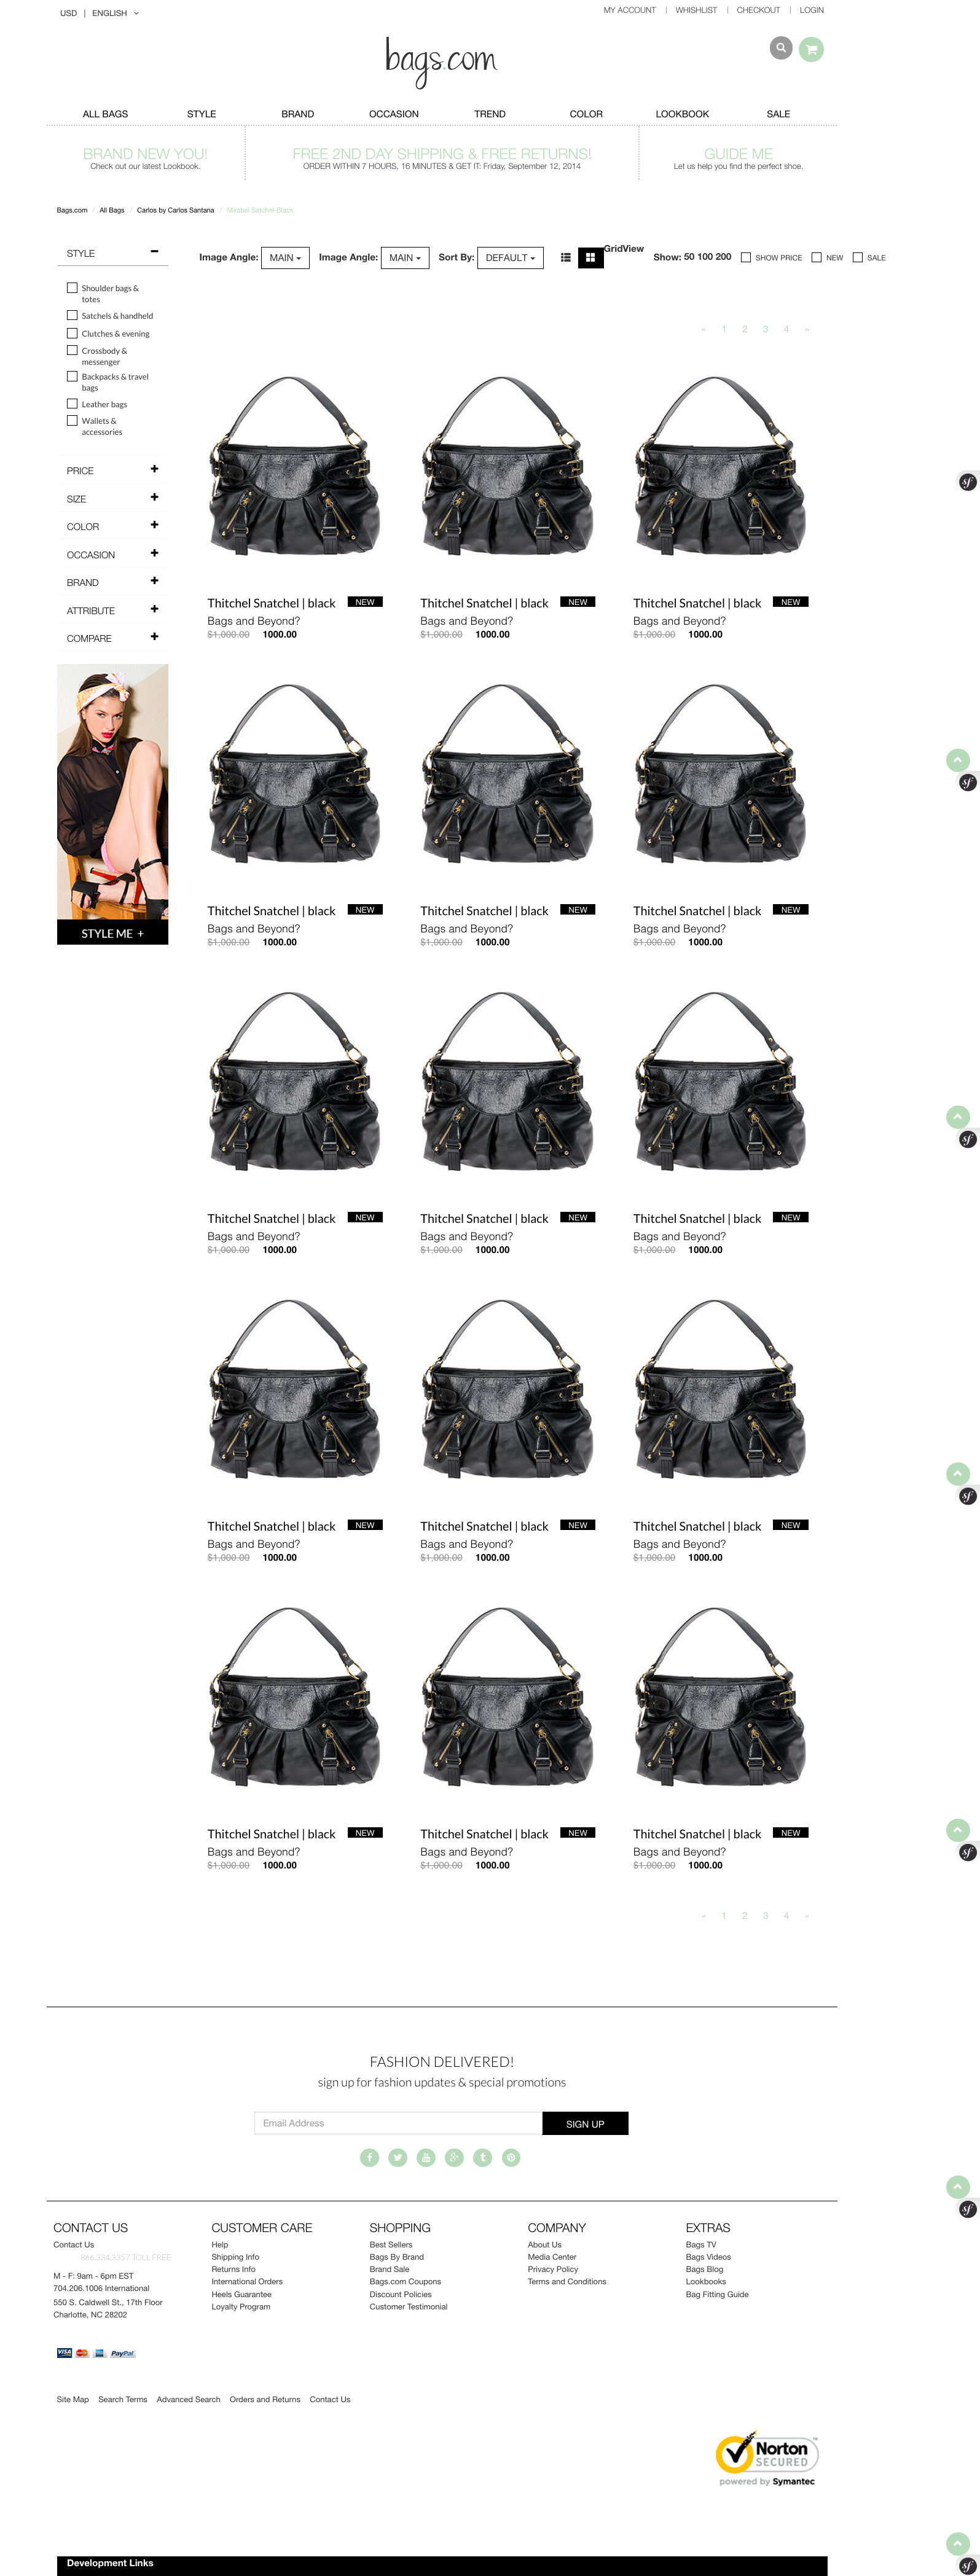 USD | ENGLISH
MY ACCOUNT | WHISHLIST | CHECKOUT | LOGIN
bags.com
ALL BAGS STYLE BRAND OCCASION TREND COLOR LOOKBOOK SALE
BRAND NEW YOU!
Check out our latest Lookbook.
FREE 2ND DAY SHIPPING & FREE RETURNS!
ORDER WITHIN 7 HOURS, 16 MINUTES & GET IT: Friday, September 12, 2014
GUIDE ME
Let us help you find the perfect shoe.
Bags.com / All Bags / Carlos by Carlos Santana / Mirabel Satchel-Black
STYLE
Shoulder bags &
totes
Satchels & handheld
Clutches & evening
Crossbody &
messenger
Backpacks & travel
bags
Leather bags
Wallets &
accessories
PRICE
SIZE
COLOR
OCCASION
BRAND
ATTRIBUTE
COMPARE
STYLE ME +
Image Angle: MAIN Image Angle: MAIN Sort By: DEFAULT GridView Show: 50 100 200 SHOW PRICE NEW SALE
« 1 2 3 4 »
Thitchel Snatchel | black NEW Thitchel Snatchel | black NEW Thitchel Snatchel | black NEW
Bags and Beyond? Bags and Beyond? Bags and Beyond?
$1,000.00 1000.00 $1,000.00 1000.00 $1,000.00 1000.00
Thitchel Snatchel | black NEW Thitchel Snatchel | black NEW Thitchel Snatchel | black NEW
Bags and Beyond? Bags and Beyond? Bags and Beyond?
$1,000.00 1000.00 $1,000.00 1000.00 $1,000.00 1000.00
Thitchel Snatchel | black NEW Thitchel Snatchel | black NEW Thitchel Snatchel | black NEW
Bags and Beyond? Bags and Beyond? Bags and Beyond?
$1,000.00 1000.00 $1,000.00 1000.00 $1,000.00 1000.00
Thitchel Snatchel | black NEW Thitchel Snatchel | black NEW Thitchel Snatchel | black NEW
Bags and Beyond? Bags and Beyond? Bags and Beyond?
$1,000.00 1000.00 $1,000.00 1000.00 $1,000.00 1000.00
Thitchel Snatchel | black NEW Thitchel Snatchel | black NEW Thitchel Snatchel | black NEW
Bags and Beyond? Bags and Beyond? Bags and Beyond?
$1,000.00 1000.00 $1,000.00 1000.00 $1,000.00 1000.00
« 1 2 3 4 »
sf
sf
sf
sf
sf
sf
sf
FASHION DELIVERED!
sign up for fashion updates & special promotions
Email Address SIGN UP
CONTACT US
Contact Us
866.334.3357 TOLL FREE
M - F: 9am - 6pm EST
704.206.1006 International
550 S. Caldwell St., 17th Floor
Charlotte, NC 28202
CUSTOMER CARE
Help
Shipping Info
Returns Info
International Orders
Heels Guarantee
Loyalty Program
SHOPPING
Best Sellers
Bags By Brand
Brand Sale
Bags.com Coupons
Discount Policies
Customer Testimonial
COMPANY
About Us
Media Center
Privacy Policy
Terms and Conditions
EXTRAS
Bags TV
Bags Videos
Bags Blog
Lookbooks
Bag Fitting Guide
VISA MasterCard PayPal
Site Map Search Terms Advanced Search Orders and Returns Contact Us
Norton
SECURED
powered by Symantec
Development Links